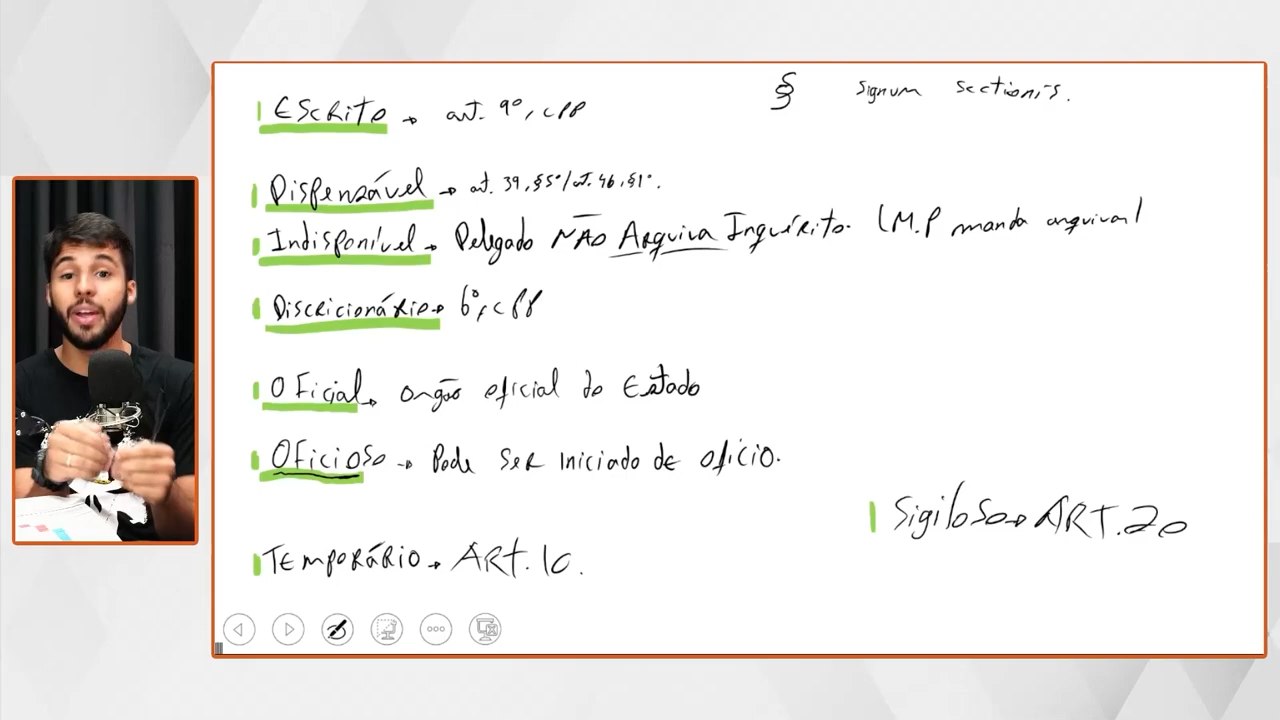 § Signum sectionis.
Escrito → art. 9º, CPP
Dispensável → art. 39, §5º/art. 46, §1º.
Indisponível → Delegado NÃO Arquiva Inquérito. (M.P manda arquivar)
Discricionário → 6º, CPP
Oficial → orgão oficial do Estado
Oficioso → Pode ser iniciado de ofício.
Sigiloso → ART. 20
Temporário → ART. 10.